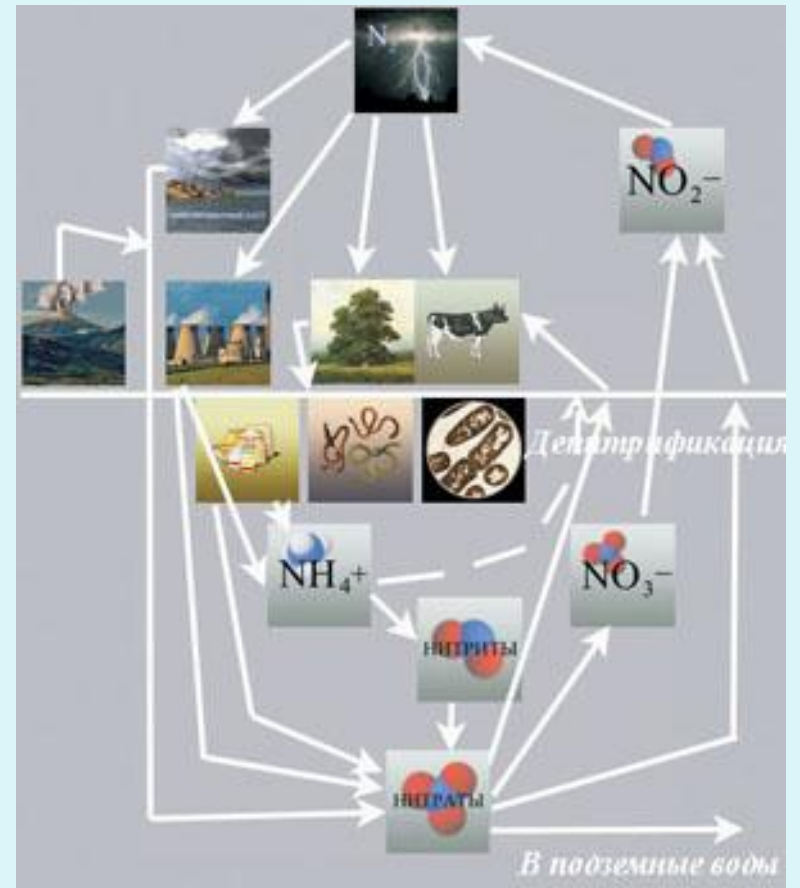 N₂
NO₂⁻
Денитрификация
NH₄⁺
NO₃⁻
НИТРИТЫ
НИТРАТЫ
В подземные воды